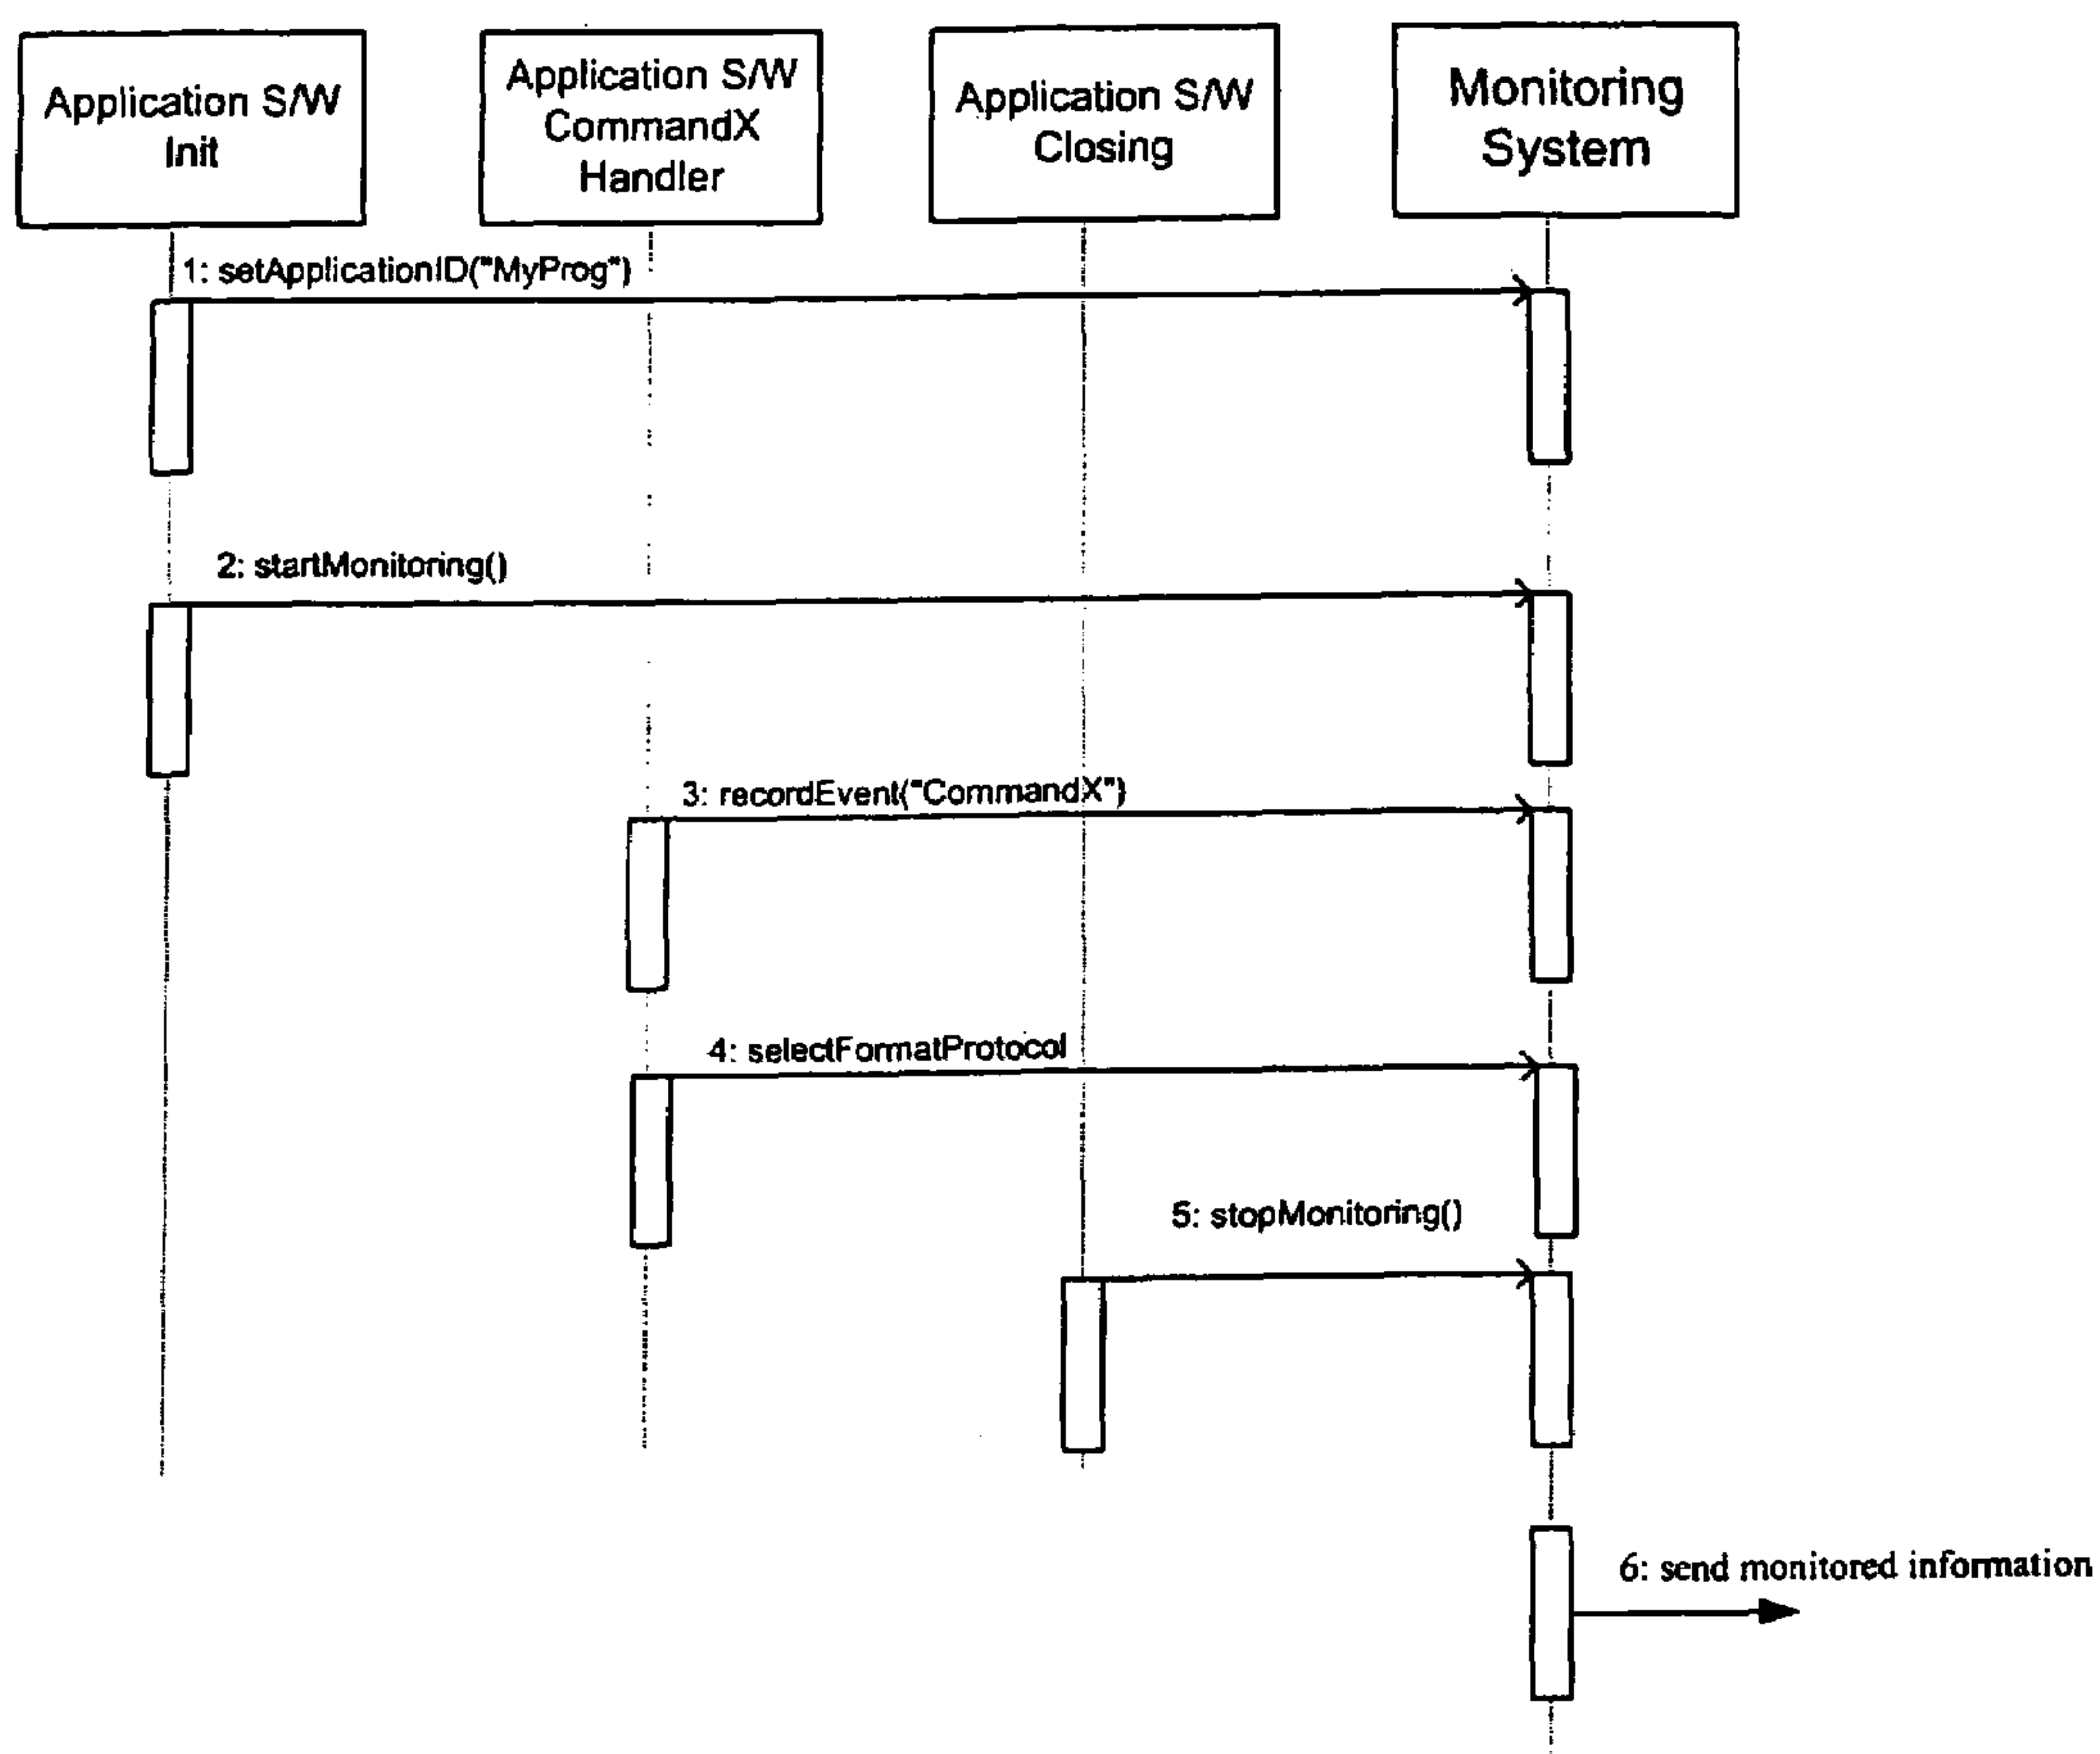 Application S/W
Init
Application S/W
CommandX
Handler
Application S/W
Closing
Monitoring
System
1: setApplicationID("MyProg")
2: startMonitoring()
3: recordEvent("CommandX")
4: selectFormatProtocol
5: stopMonitoring()
6: send monitored information